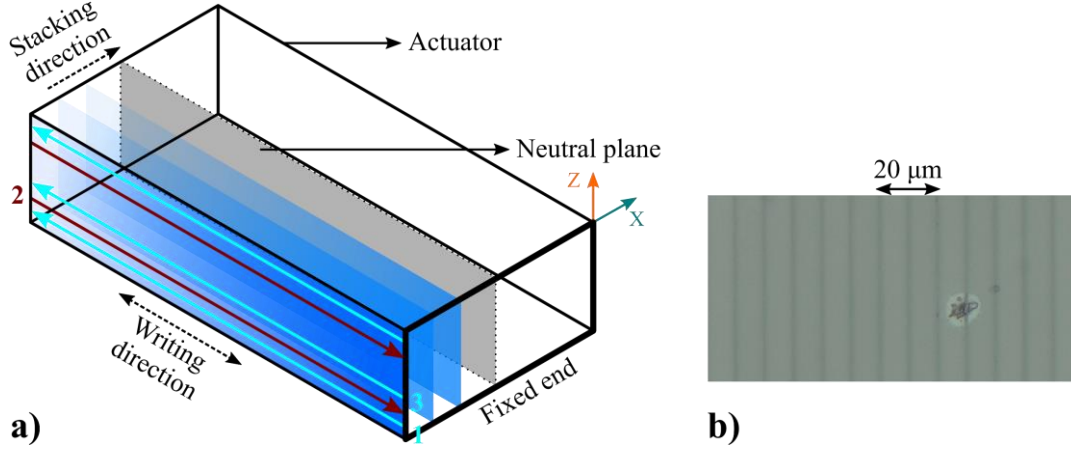 Stacking
direction
Actuator
Neutral plane
Z
X
2
3
1
Writing
direction
Fixed end
a)
20 µm
b)